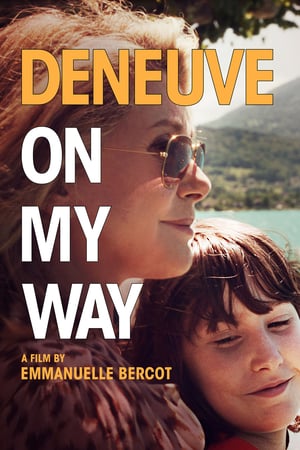 DENEUVE
ON
MY
WAY
A FILM BY
EMMANUELLE BERCOT